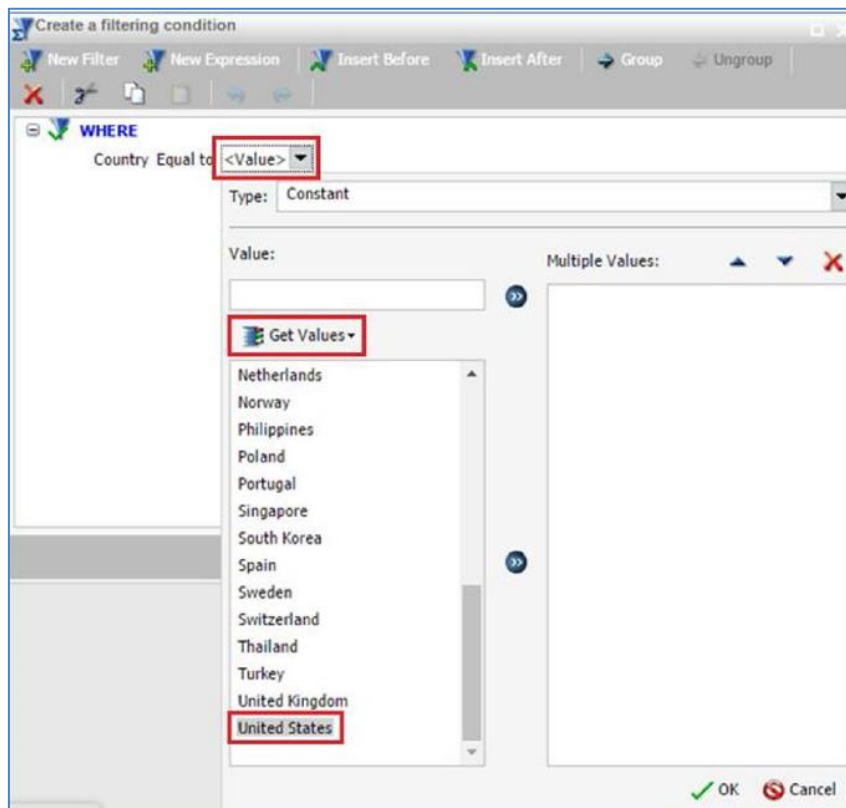 Create a filtering condition
New Filter New Expression Insert Before Insert After Group Ungroup
WHERE
Country Equal to <Value>
Type: Constant
Value:
Multiple Values:
Get Values
Netherlands
Norway
Philippines
Poland
Portugal
Singapore
South Korea
Spain
Sweden
Switzerland
Thailand
Turkey
United Kingdom
United States
OK Cancel